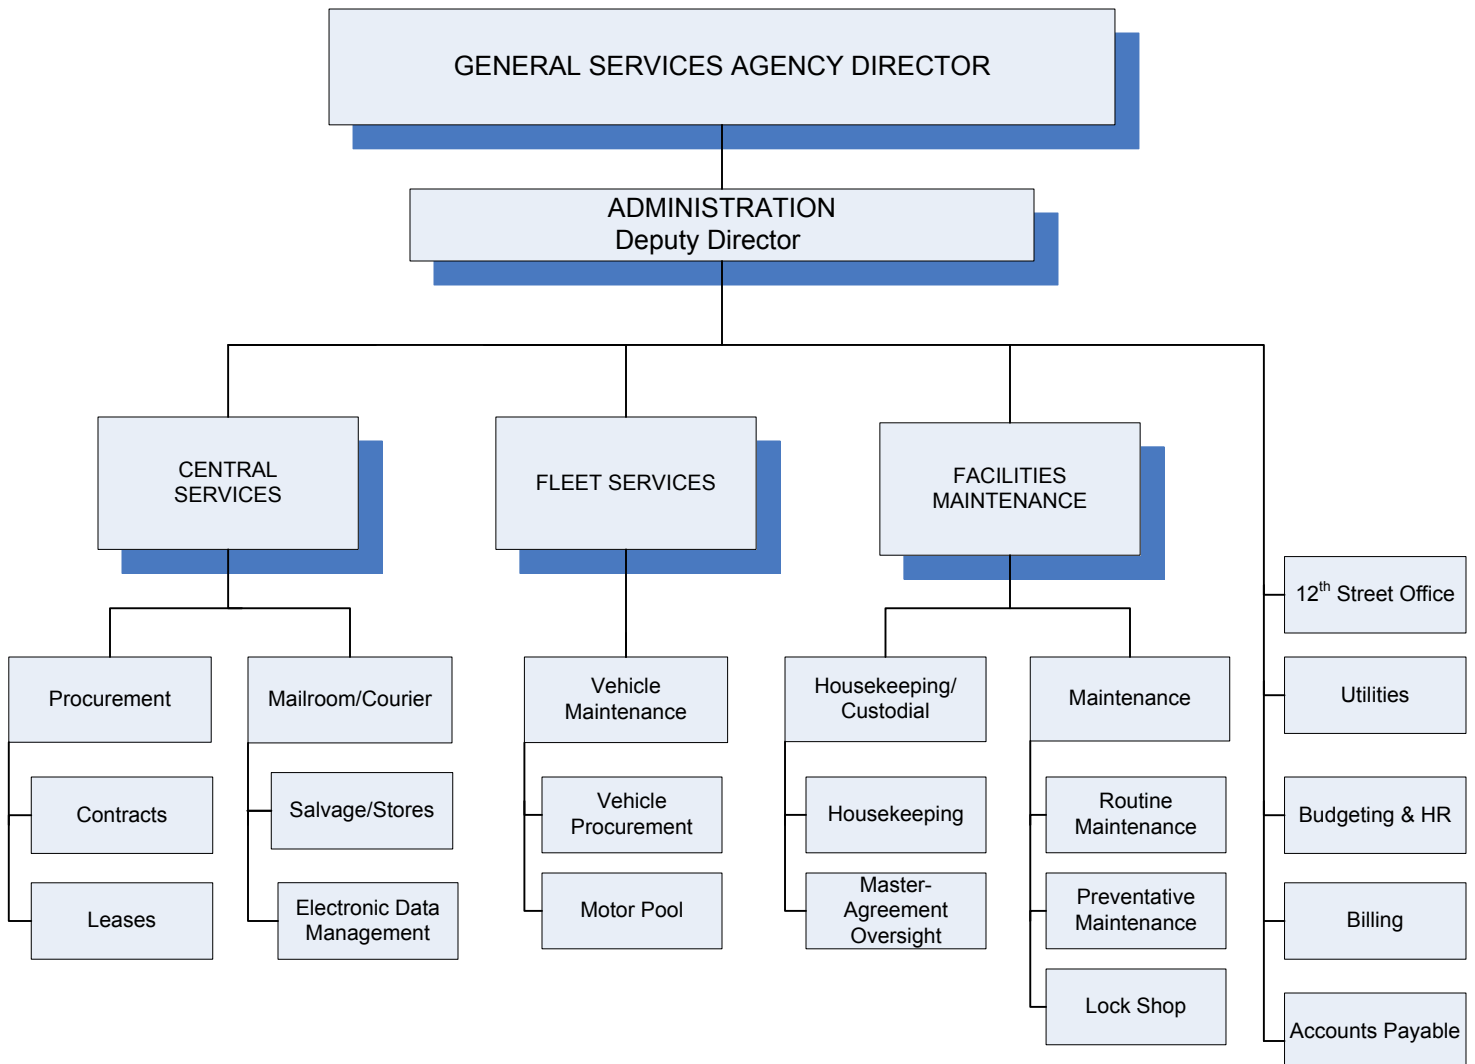 GENERAL SERVICES AGENCY DIRECTOR
ADMINISTRATION
Deputy Director
CENTRAL
SERVICES
FLEET SERVICES
FACILITIES
MAINTENANCE
12th Street Office
Procurement
Mailroom/Courier
Vehicle
Maintenance
Housekeeping/
Custodial
Maintenance
Utilities
Contracts
Salvage/Stores
Vehicle
Procurement
Housekeeping
Routine
Maintenance
Budgeting & HR
Leases
Electronic Data
Management
Motor Pool
Master-
Agreement
Oversight
Preventative
Maintenance
Billing
Lock Shop
Accounts Payable